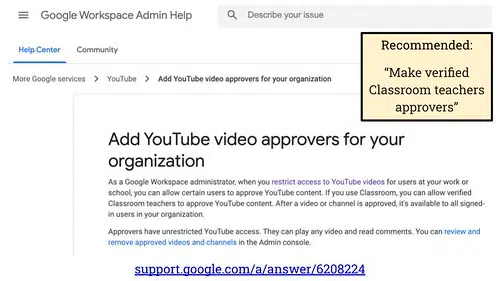 Google Workspace Admin Help
Describe your issue
Help Center
Community
Recommended:
“Make verified
Classroom teachers
approvers”
More Google services
YouTube
Add YouTube video approvers for your organization
Add YouTube video approvers for your
organization
As a Google Workspace administrator, when you restrict access to YouTube videos for users at your work or
school, you can allow certain users to approve YouTube content. If you use Classroom, you can allow verified
Classroom teachers to approve YouTube content. After a video or channel is approved, it's available to all signed-
in users in your organization.
Approvers have unrestricted YouTube access. They can play any video and read comments. You can review and
remove approved videos and channels in the Admin console.
support.google.com/a/answer/6208224